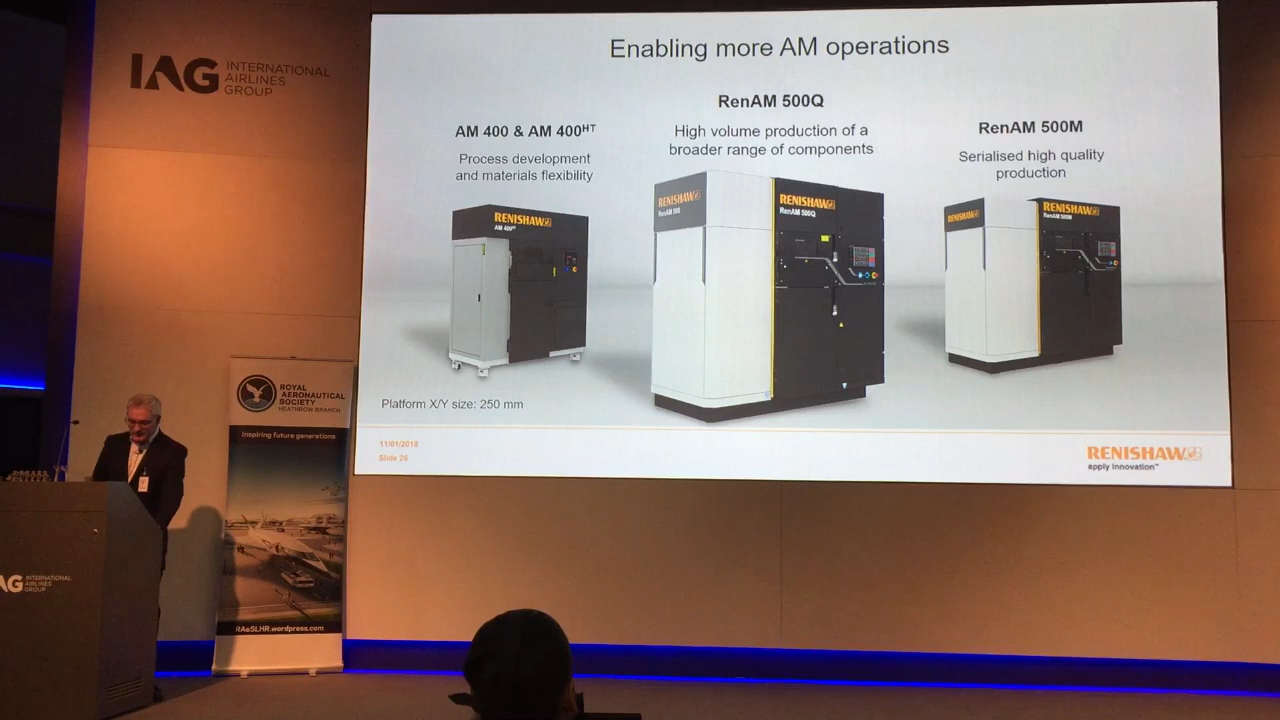 IAG INTERNATIONAL
AIRLINES
GROUP
Enabling more AM operations
AM 400 & AM 400HT
Process development
and materials flexibility
RenAM 500Q
High volume production of a
broader range of components
RenAM 500M
Serialised high quality
production
RENISHAW
AM 400HT
RENISHAW
RenAM 500
RENISHAW
RenAM 500Q
RENISHAW
RENISHAW
RenAM 500M
Platform X/Y size: 250 mm
11/01/2018
Slide 26
RENISHAW
apply innovation™
ROYAL
AERONAUTICAL
SOCIETY
HEATHROW BRANCH
Inspiring future generations
RAeSLHR.wordpress.com
AG INTERNATIONAL
AIRLINES
GROUP